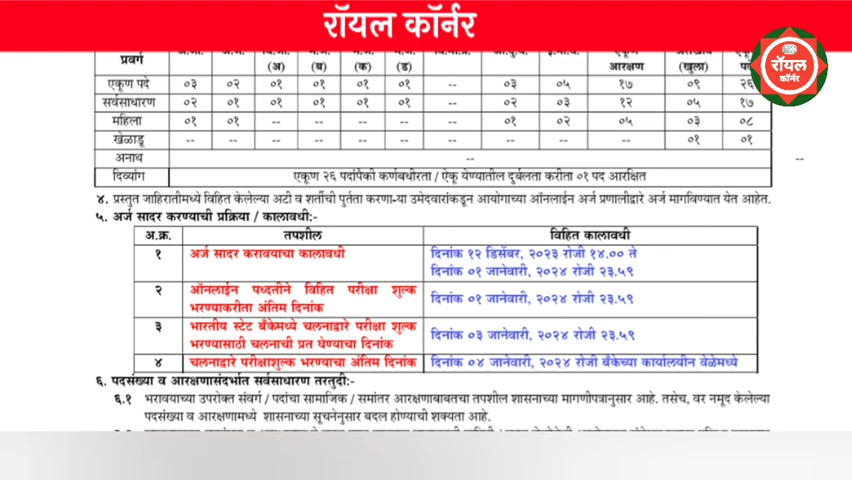 रॉयल कॉर्नर
रॉयल
कॉर्नर
प्रवर्ग (अ) (ब) (क) (ड) आरक्षण (खुला)
एकूण पदे ०३ ०२ ०१ ०१ ०१ ०१ -- ०३ ०५ १७ ०९ २६
सर्वसाधारण ०२ ०१ ०१ ०१ ०१ ०१ -- ०२ ०३ १२ ०५ १७
महिला ०१ ०१ -- -- -- -- -- ०१ ०२ ०५ ०३ ०८
खेळाडू -- -- -- -- -- -- -- -- -- -- ०१ ०१
अनाथ -- --
दिव्यांग एकूण २६ पदांपैकी कर्णबधीरता / ऐकू येण्यातील दुर्बलता करीता ०१ पद आरक्षित
४. प्रस्तुत जाहिरातीमध्ये विहित केलेल्या अटी व शर्तीची पुर्तता करणा-या उमेदवारांकडून आयोगाच्या ऑनलाईन अर्ज प्रणालीद्वारे अर्ज मागविण्यात येत आहेत.
५. अर्ज सादर करण्याची प्रक्रिया / कालावधी:-
अ.क्र. तपशील विहित कालावधी
१ अर्ज सादर करावयाचा कालावधी दिनांक १२ डिसेंबर, २०२३ रोजी १४.०० ते
दिनांक ०१ जानेवारी, २०२४ रोजी २३.५९
२ ऑनलाईन पध्दतीने विहित परीक्षा शुल्क
भरण्याकरीता अंतिम दिनांक दिनांक ०१ जानेवारी, २०२४ रोजी २३.५९
३ भारतीय स्टेट बँकेमध्ये चलनाद्वारे परीक्षा शुल्क
भरण्यासाठी चलनाची प्रत घेण्याचा दिनांक दिनांक ०३ जानेवारी, २०२४ रोजी २३.५९
४ चलनाद्वारे परीक्षाशुल्क भरण्याचा अंतिम दिनांक दिनांक ०४ जानेवारी, २०२४ रोजी बँकेच्या कार्यालयीन वेळेमध्ये
६. पदसंख्या व आरक्षणासंदर्भात सर्वसाधारण तरतुदी:-
६.१ भरावयाच्या उपरोक्त संवर्ग / पदांचा सामाजिक / समांतर आरक्षणाबाबतचा तपशील शासनाच्या मागणीपत्रानुसार आहे. तसेच, वर नमूद केलेल्या
पदसंख्या व आरक्षणामध्ये शासनाच्या सूचनेनुसार बदल होण्याची शक्यता आहे.